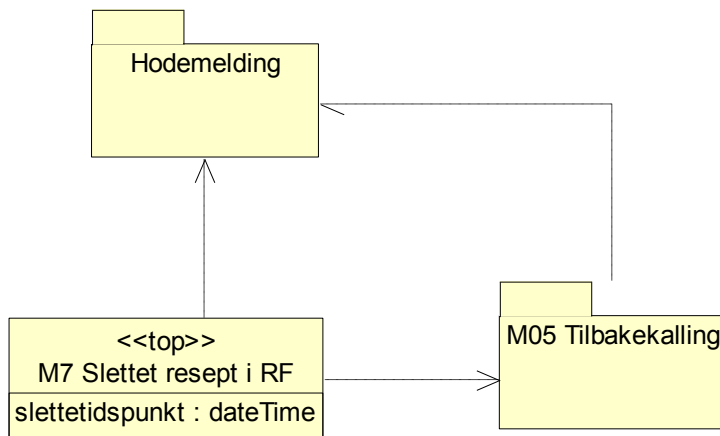 Hodemelding
<<top>>
M7 Slettet resept i RF
slettetidspunkt : dateTime
M05 Tilbakekalling